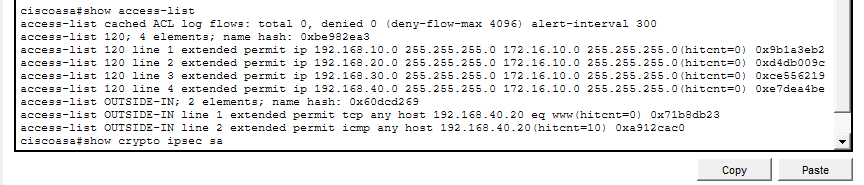 ciscoasa#show access-list
access-list cached ACL log flows: total 0, denied 0 (deny-flow-max 4096) alert-interval 300
access-list 120; 4 elements; name hash: 0xbe982ea3
access-list 120 line 1 extended permit ip 192.168.10.0 255.255.255.0 172.16.10.0 255.255.255.0(hitcnt=0) 0x9b1a3eb2
access-list 120 line 2 extended permit ip 192.168.20.0 255.255.255.0 172.16.10.0 255.255.255.0(hitcnt=0) 0xd4db009c
access-list 120 line 3 extended permit ip 192.168.30.0 255.255.255.0 172.16.10.0 255.255.255.0(hitcnt=0) 0xce556219
access-list 120 line 4 extended permit ip 192.168.40.0 255.255.255.0 172.16.10.0 255.255.255.0(hitcnt=0) 0xe7dea4be
access-list OUTSIDE-IN; 2 elements; name hash: 0x60dcd269
access-list OUTSIDE-IN line 1 extended permit tcp any host 192.168.40.20 eq www(hitcnt=0) 0x71b8db23
access-list OUTSIDE-IN line 2 extended permit icmp any host 192.168.40.20(hitcnt=10) 0xa912cac0
ciscoasa#show crypto ipsec sa
Copy Paste